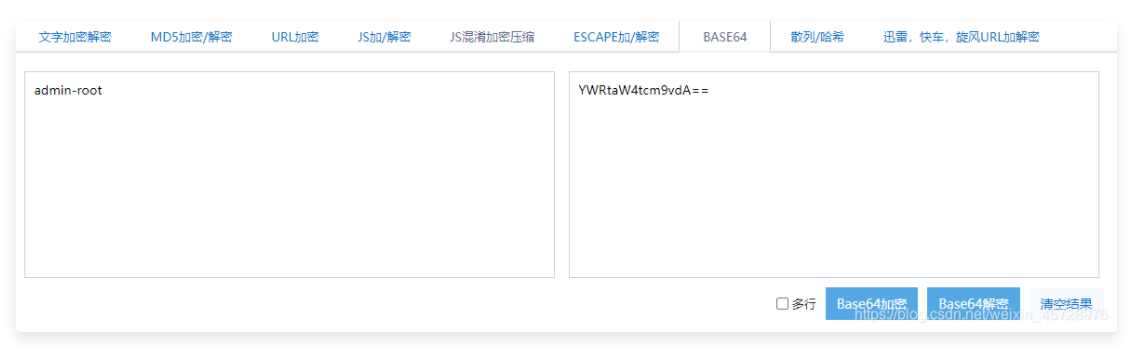 文字加密解密 MD5加密/解密 URL加密 JS加/解密 JS混淆加密压缩 ESCAPE加/解密 BASE64 散列/哈希 迅雷，快车，旋风URL加解密
admin-root YWRtaW4tcm9vdA==
多行 Base64加密 Base64解密 清空结果
https://blog.csdn.net/weixin_45728976